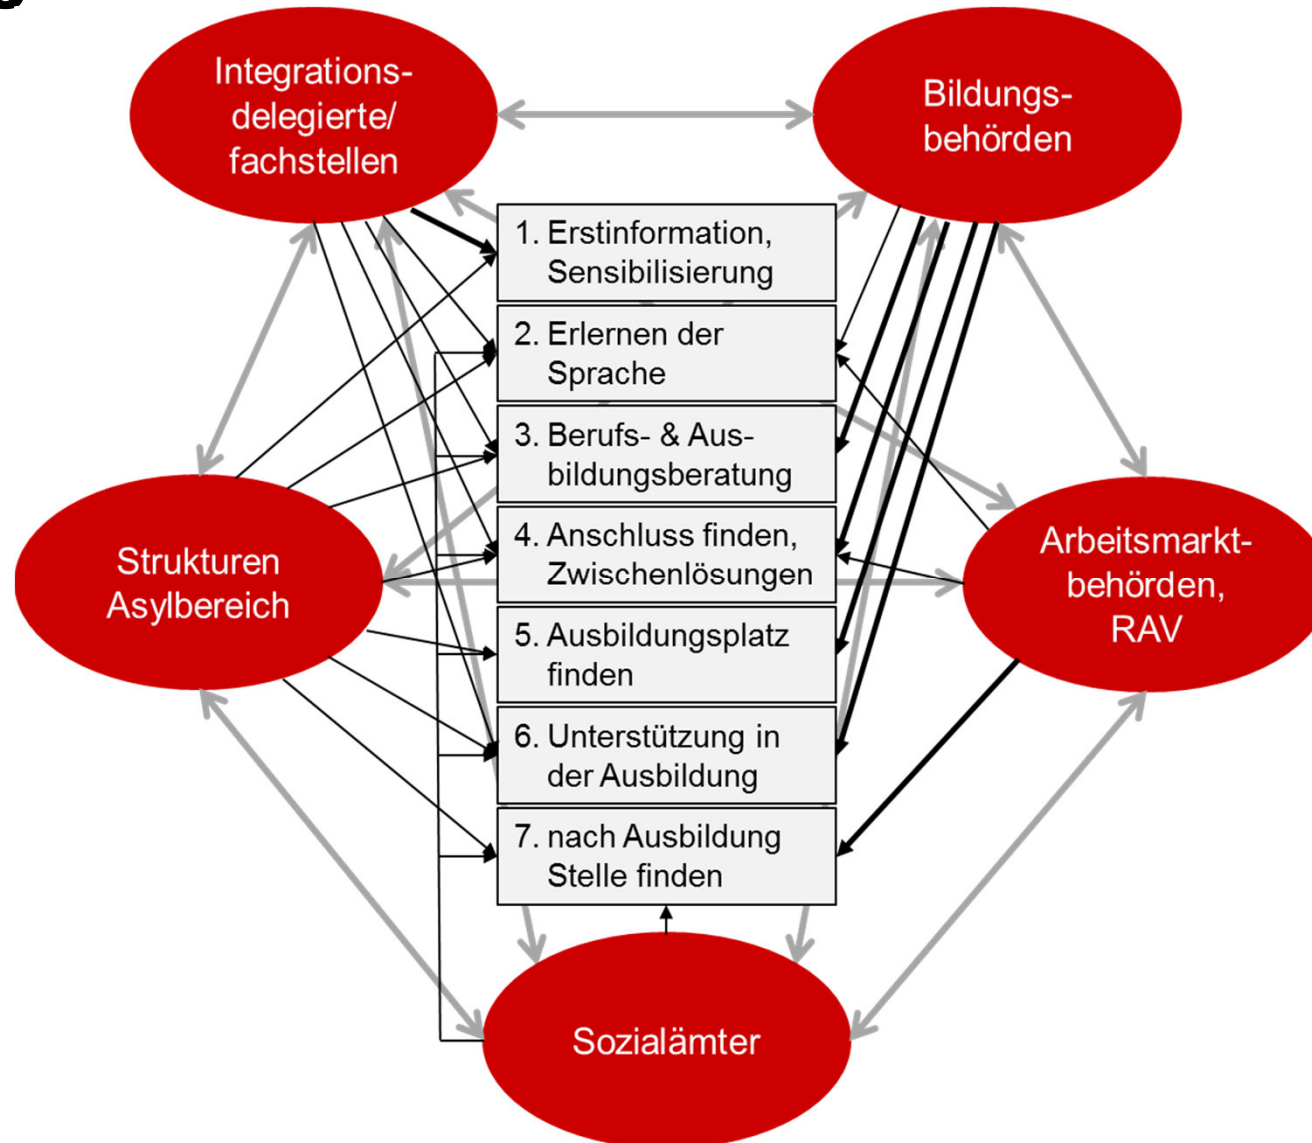 Integrations-
delegierte/
fachstellen
Bildungs-
behörden
1. Erstinformation,
Sensibilisierung
2. Erlernen der
Sprache
3. Berufs- & Aus-
bildungsberatung
4. Anschluss finden,
Zwischenlösungen
5. Ausbildungsplatz
finden
6. Unterstützung in
der Ausbildung
7. nach Ausbildung
Stelle finden
Strukturen
Asylbereich
Arbeitsmarkt-
behörden,
RAV
Sozialämter